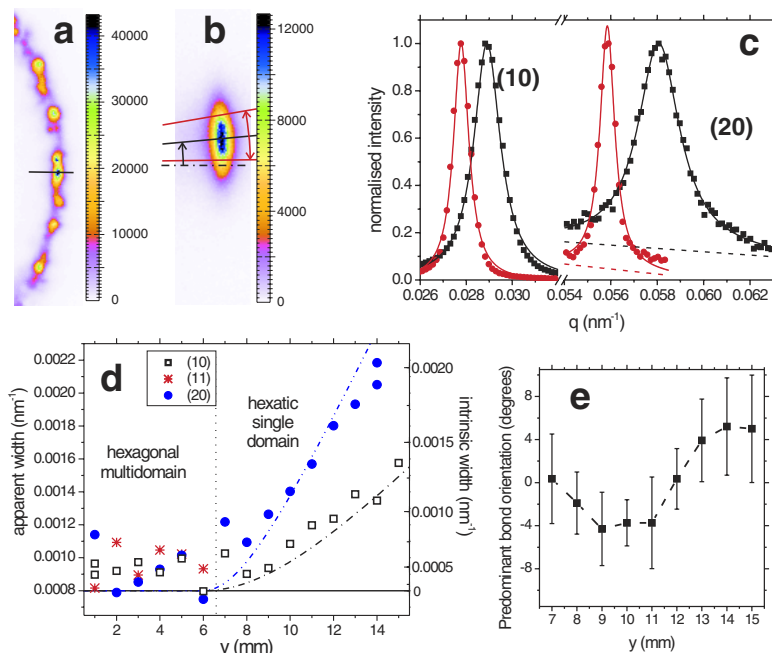 a
40000
30000
20000
10000
0
b
12000
8000
4000
0
c
1.0
0.8
0.6
0.4
0.2
0.0
normalised intensity
(10)
(20)
0.026 0.028 0.030 0.054 0.056 0.058 0.060 0.062
q (nm⁻¹)
d
(10)
(11)
(20)
hexagonal
multidomain
hexatic
single
domain
0.0022
0.0020
0.0018
0.0016
0.0014
0.0012
0.0010
0.0008
apparent width (nm⁻¹)
0.0020
0.0015
0.0010
0.0005
0
intrinsic width (nm⁻¹)
2 4 6 8 10 12 14
y (mm)
e
8
4
0
-4
-8
Predominant bond orientation (degrees)
7 8 9 10 11 12 13 14 15
y (mm)